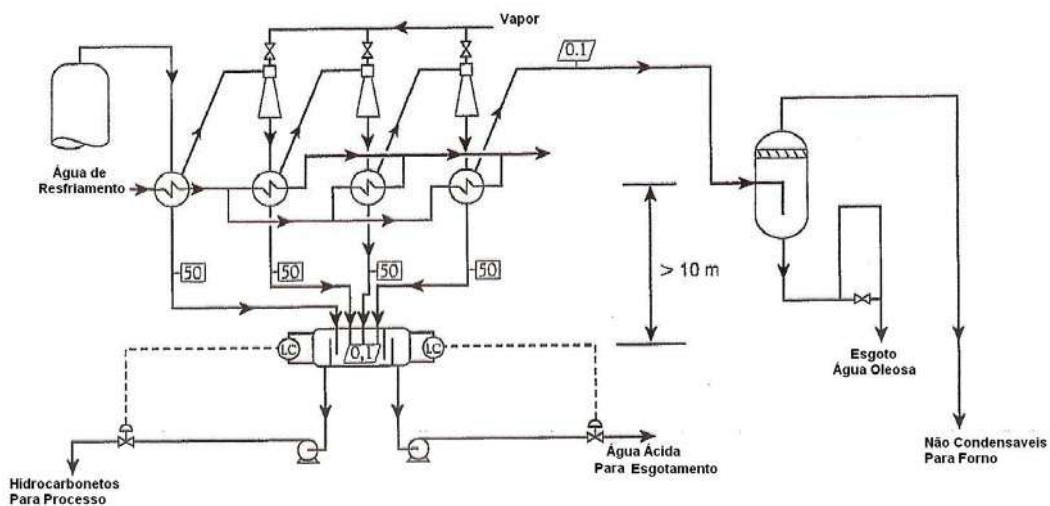 Vapor
0.1
Água de
Resfriamento
50
50
50
50
> 10 m
LC
0,1
LC
Esgoto
Água Oleosa
Não Condensaveis
Para Forno
Água Ácida
Para Esgotamento
Hidrocarbonetos
Para Processo